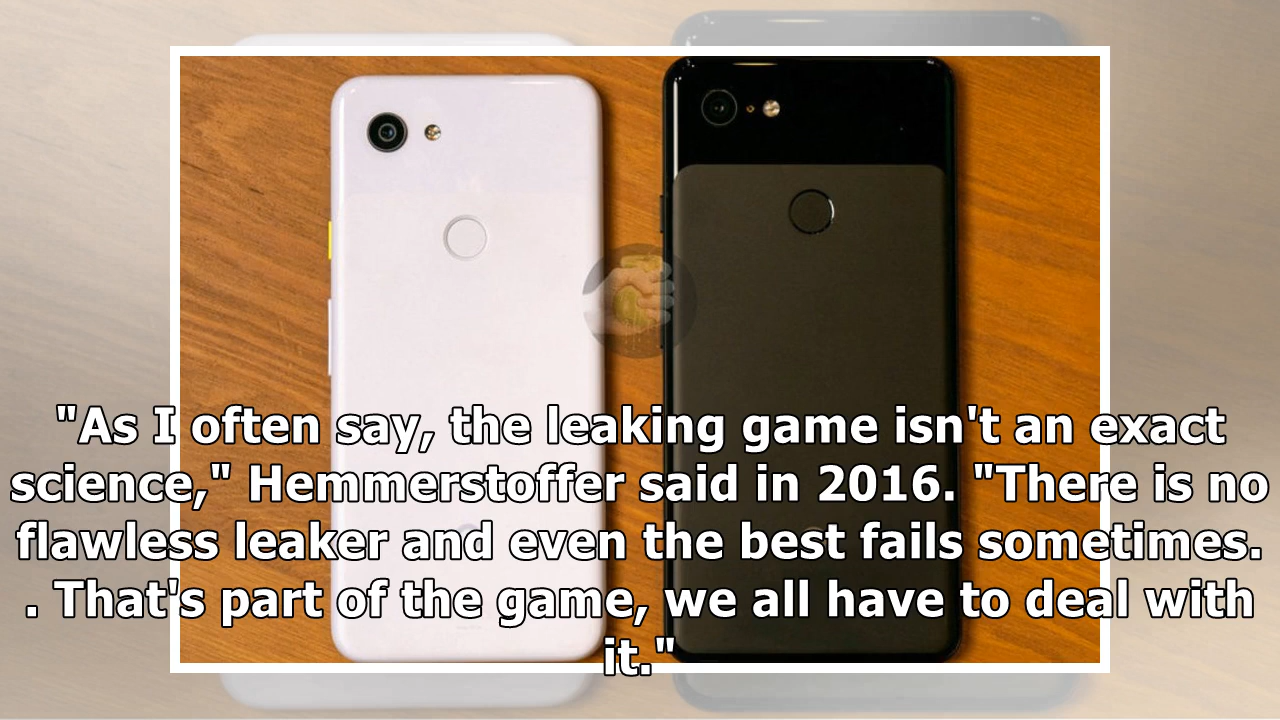 "As I often say, the leaking game isn't an exact
science," Hemmerstoffer said in 2016. "There is no
flawless leaker and even the best fails sometimes.
. That's part of the game, we all have to deal with
it."